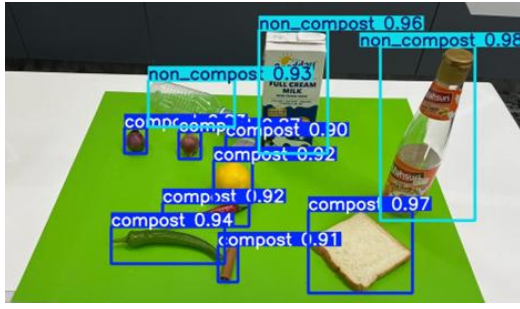 non_compost 0.96
non_compost 0.98
non_compost 0.93
FULL CREAM
MILK
compost 0.90
compost 0.92
compost 0.92
compost 0.97
compost 0.94
compost 0.91